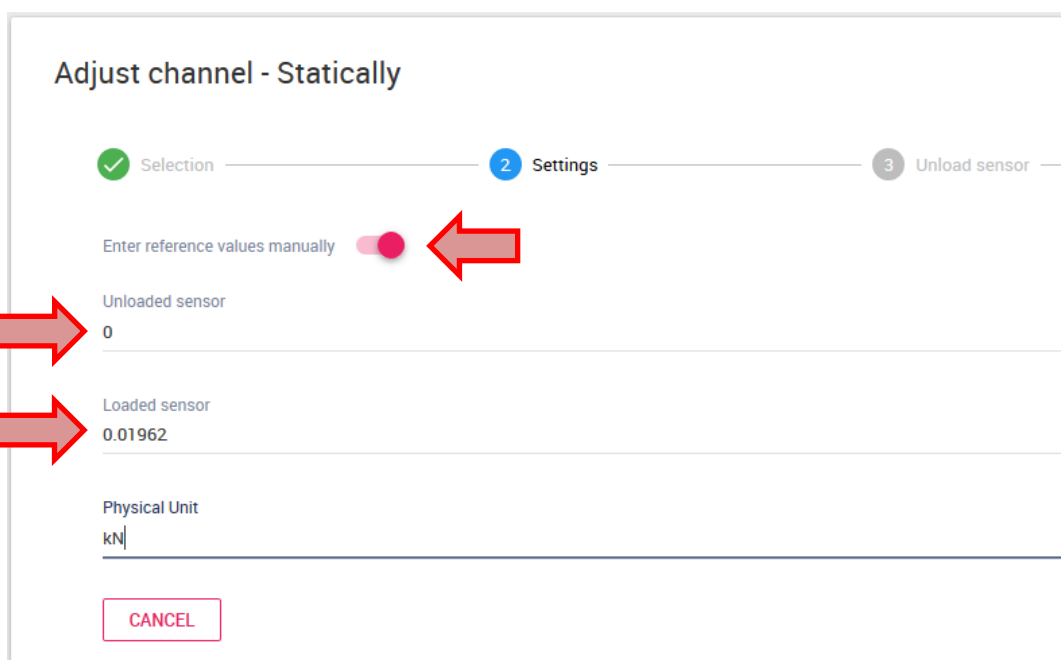 Adjust channel - Statically
Selection 2 Settings 3 Unload sensor
Enter reference values manually
Unloaded sensor
0
Loaded sensor
0.01962
Physical Unit
kN
CANCEL